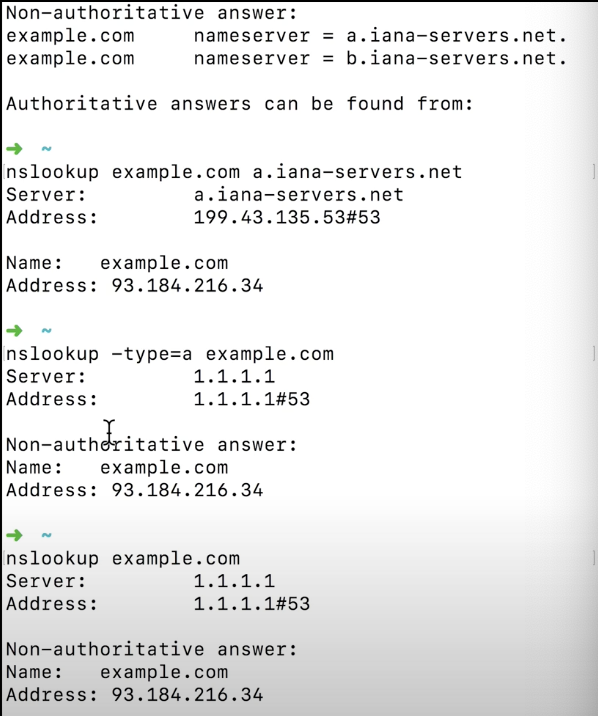 Non-authoritative answer:
example.com     nameserver = a.iana-servers.net.
example.com     nameserver = b.iana-servers.net.
Authoritative answers can be found from:
➜ ~
nslookup example.com a.iana-servers.net
Server:         a.iana-servers.net
Address:        199.43.135.53#53
Name:   example.com
Address: 93.184.216.34
➜ ~
nslookup -type=a example.com
Server:         1.1.1.1
Address:        1.1.1.1#53
Non-authoritative answer:
Name:   example.com
Address: 93.184.216.34
➜ ~
nslookup example.com
Server:         1.1.1.1
Address:        1.1.1.1#53
Non-authoritative answer:
Name:   example.com
Address: 93.184.216.34